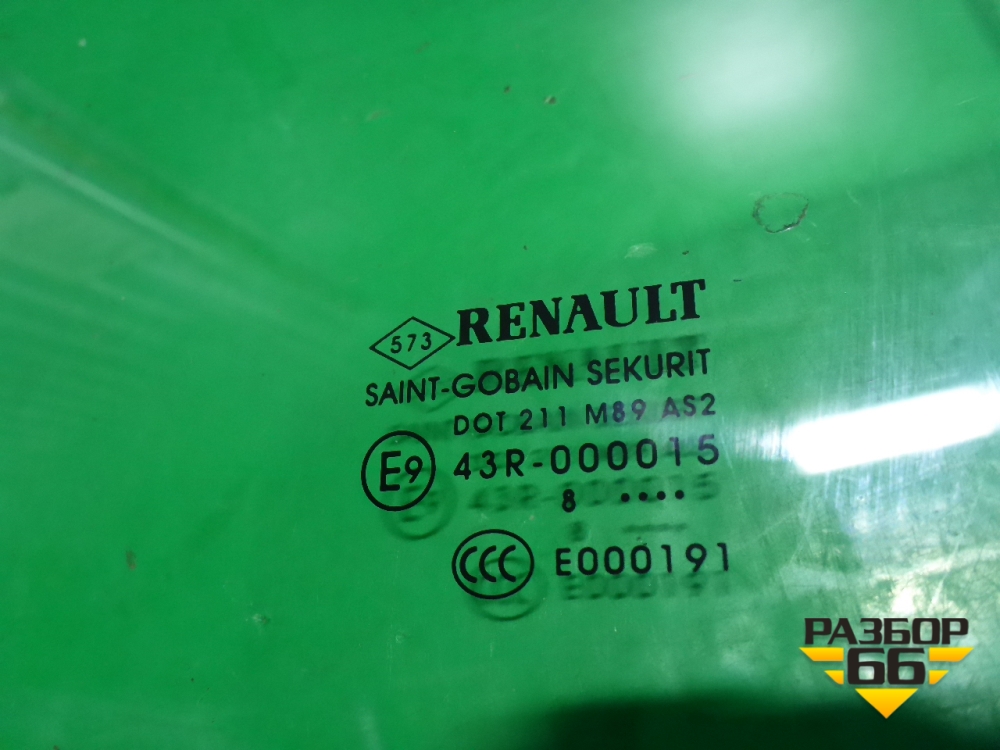 573 RENAULT
SAINT-GOBAIN SEKURIT
DOT 211 M89 AS2
E9 43R-000015
8 ••••
CCC E000191
РАЗБОР
66